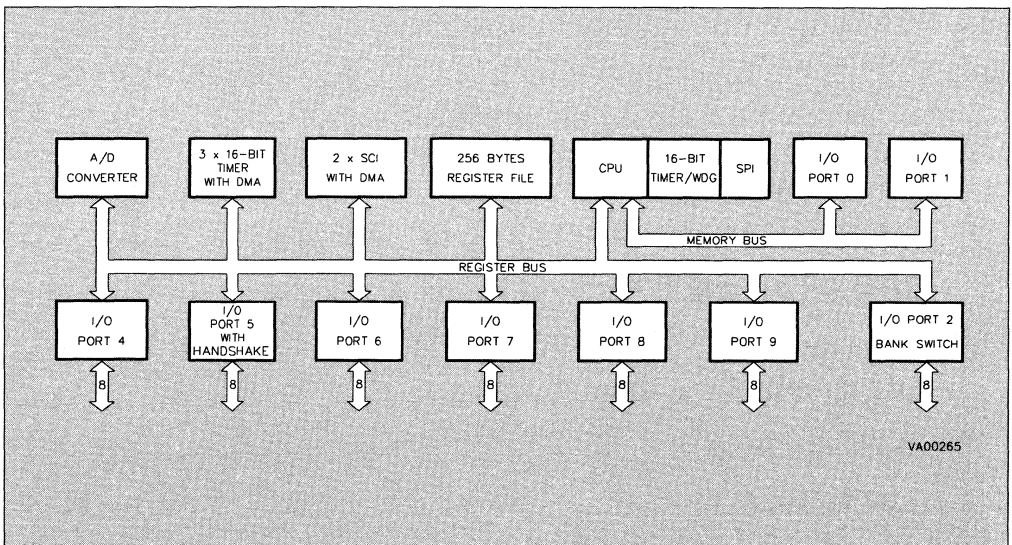 A/D
CONVERTER
3 x 16-BIT
TIMER
WITH DMA
2 x SCI
WITH DMA
256 BYTES
REGISTER FILE
CPU
16-BIT
TIMER/WDG
SPI
I/O
PORT 0
I/O
PORT 1
MEMORY BUS
REGISTER BUS
I/O
PORT 4
I/O
PORT 5
WITH
HANDSHAKE
I/O
PORT 6
I/O
PORT 7
I/O
PORT 8
I/O
PORT 9
I/O PORT 2
BANK SWITCH
8
8
8
8
8
8
8
VA00265